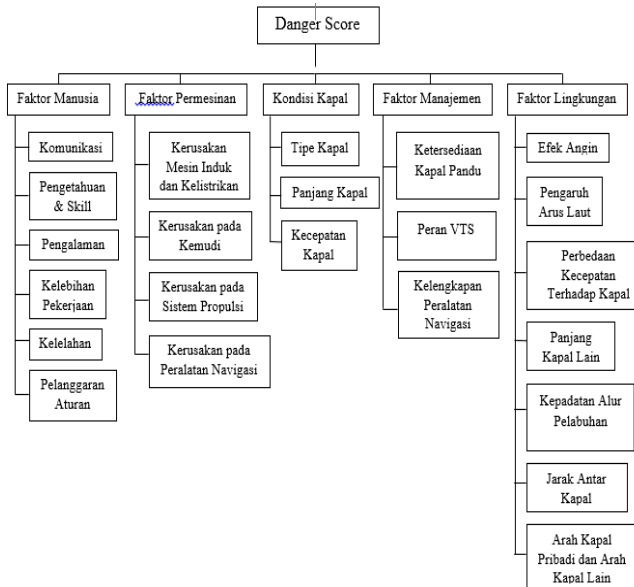 Danger Score
Faktor Manusia
Komunikasi
Pengetahuan
& Skill
Pengalaman
Kelebihan
Pekerjaan
Kelelahan
Pelanggaran
Aturan
Faktor Permesinan
Kerusakan
Mesin Induk
dan Kelistrikan
Kerusakan pada
Kemudi
Kerusakan pada
Sistem Propulsi
Kerusakan pada
Peralatan Navigasi
Kondisi Kapal
Tipe Kapal
Panjang Kapal
Kecepatan
Kapal
Faktor Manajemen
Ketersediaan
Kapal Pandu
Peran VTS
Kelengkapan
Peralatan
Navigasi
Faktor Lingkungan
Efek Angin
Pengaruh
Arus Laut
Perbedaan
Kecepatan
Terhadap Kapal
Panjang
Kapal Lain
Kepadatan Alur
Pelabuhan
Jarak Antar
Kapal
Arah Kapal
Pribadi dan Arah
Kapal Lain